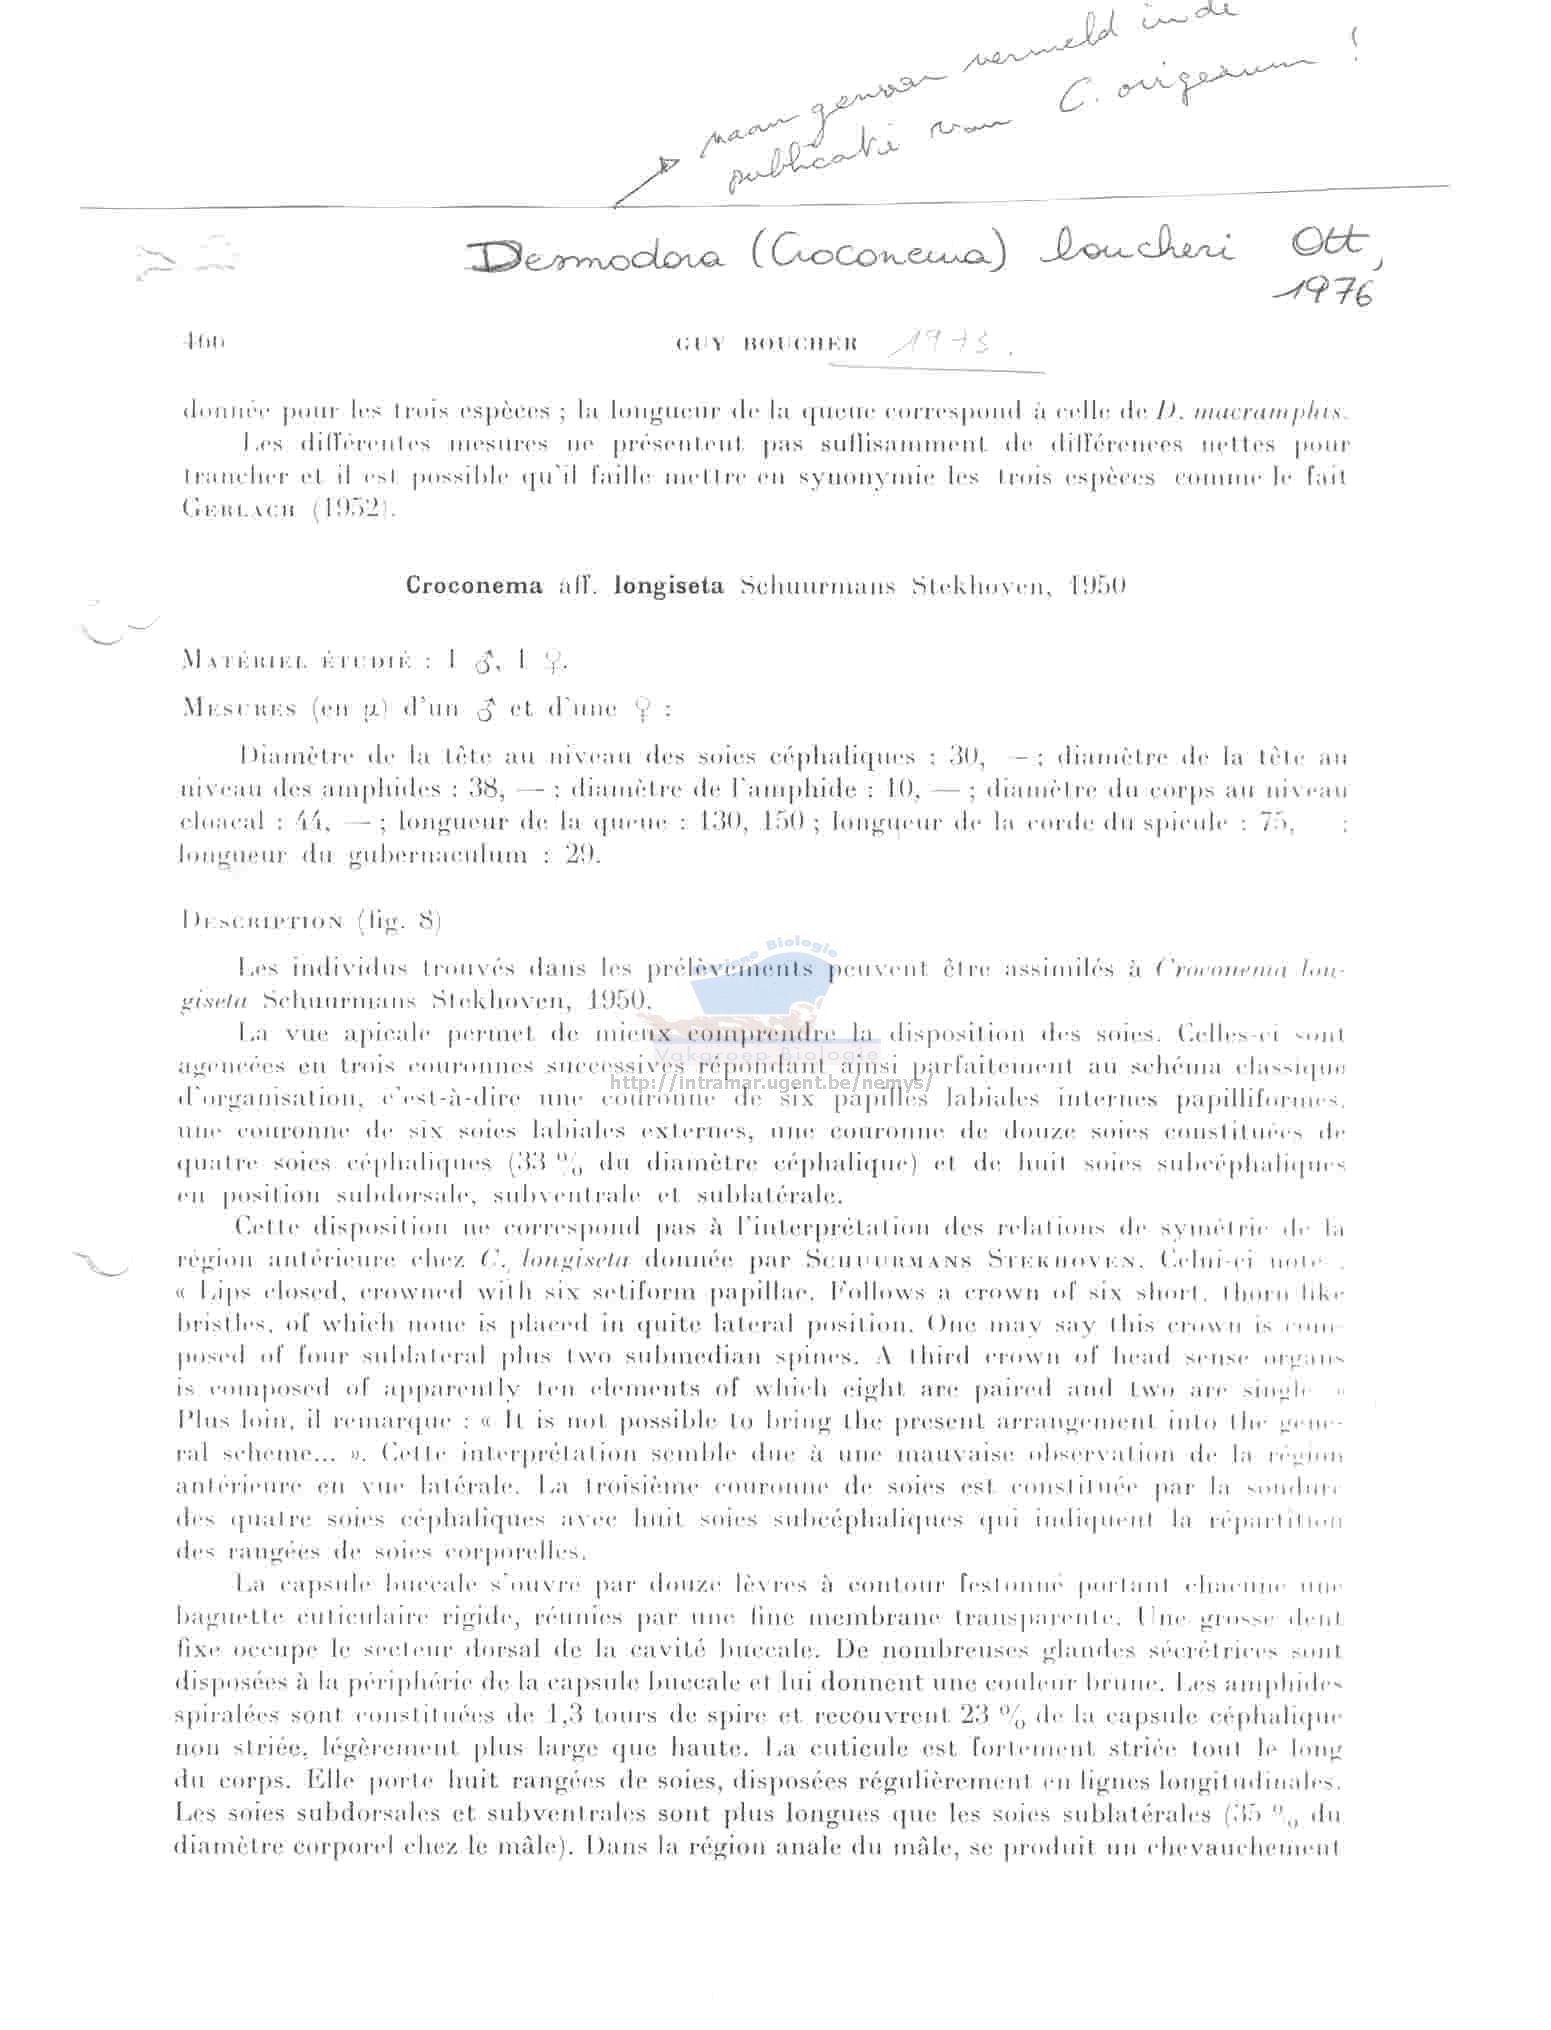 naam gewoon vermeld in de
publicatie van C. origeaum !
Desmodora (Croconema) boucheri Ott,
1976
466
GUY BOUCHER 1975.
donnée pour les trois espèces ; la longueur de la queue correspond à celle de D. macramphis.
Les différentes mesures ne présentent pas suffisamment de différences nettes pour
trancher et il est possible qu'il faille mettre en synonymie les trois espèces comme le fait
GERLACH (1952).
Croconema aff. longiseta Schuurmans Stekhoven, 1950
MATÉRIEL ÉTUDIÉ : 1 ♂, 1 ♀.
MESURES (en μ) d'un ♂ et d'une ♀ :
Diamètre de la tête au niveau des soies céphaliques : 30, — ; diamètre de la tête au
niveau des amphides : 38, — ; diamètre de l'amphide : 10, — ; diamètre du corps au niveau
cloacal : 44, — ; longueur de la queue : 130, 150 ; longueur de la corde du spicule : 75, ;
longueur du gubernaculum : 29.
DESCRIPTION (fig. 8)
Les individus trouvés dans les prélèvements peuvent être assimilés à Croconema lon-
giseta Schuurmans Stekhoven, 1950.
La vue apicale permet de mieux comprendre la disposition des soies. Celles-ci sont
agencées en trois couronnes successives répondant ainsi parfaitement au schéma classique
d'organisation, c'est-à-dire une couronne de six papilles labiales internes papilliformes,
une couronne de six soies labiales externes, une couronne de douze soies constituées de
quatre soies céphaliques (33 % du diamètre céphalique) et de huit soies subcéphaliques
en position subdorsale, subventrale et sublatérale.
Cette disposition ne correspond pas à l'interprétation des relations de symétrie de la
région antérieure chez C. longiseta donnée par SCHUURMANS STEKHOVEN. Celui-ci note :
« Lips closed, crowned with six setiform papillae. Follows a crown of six short, thorn like
bristles, of which none is placed in quite lateral position. One may say this crown is com-
posed of four sublateral plus two submedian spines. A third crown of head sense organs
is composed of apparently ten elements of which eight are paired and two are single »
Plus loin, il remarque : « It is not possible to bring the present arrangement into the gene-
ral scheme... ». Cette interprétation semble due à une mauvaise observation de la région
antérieure en vue latérale. La troisième couronne de soies est constituée par la soudure
des quatre soies céphaliques avec huit soies subcéphaliques qui indiquent la répartition
des rangées de soies corporelles.
La capsule buccale s'ouvre par douze lèvres à contour festonné portant chacune une
baguette cuticulaire rigide, réunies par une fine membrane transparente. Une grosse dent
fixe occupe le secteur dorsal de la cavité buccale. De nombreuses glandes sécrétrices sont
disposées à la périphérie de la capsule buccale et lui donnent une couleur brune. Les amphides
spiralées sont constituées de 1,3 tours de spire et recouvrent 23 % de la capsule céphalique
non striée, légèrement plus large que haute. La cuticule est fortement striée tout le long
du corps. Elle porte huit rangées de soies, disposées régulièrement en lignes longitudinales.
Les soies subdorsales et subventrales sont plus longues que les soies sublatérales (35 % du
diamètre corporel chez le mâle). Dans la région anale du mâle, se produit un chevauchement
Biologie
Vakgroep Biologie
http://intramar.ugent.be/nemys/